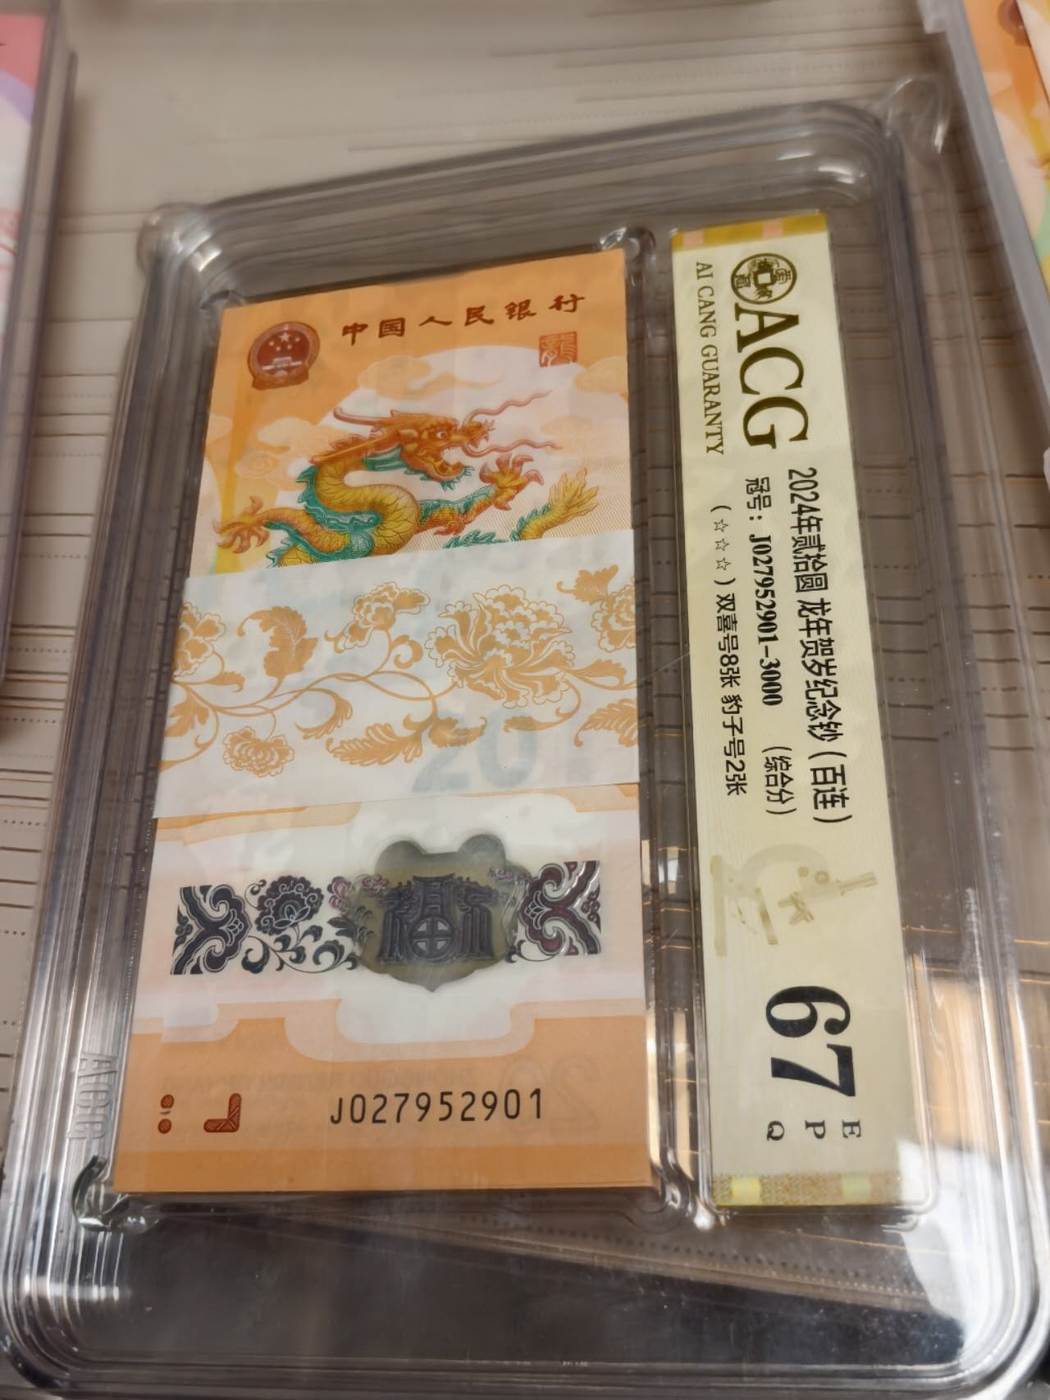 中国人民银行
福
20
J027952901
ACG
AI CANG GUARANTY
2024年贰拾圆 龙年贺岁纪念钞(百连)
冠号:J027952901-3000 (综合分)
(☆☆☆)双喜号8张 豹子号2张
67
E
P
Q